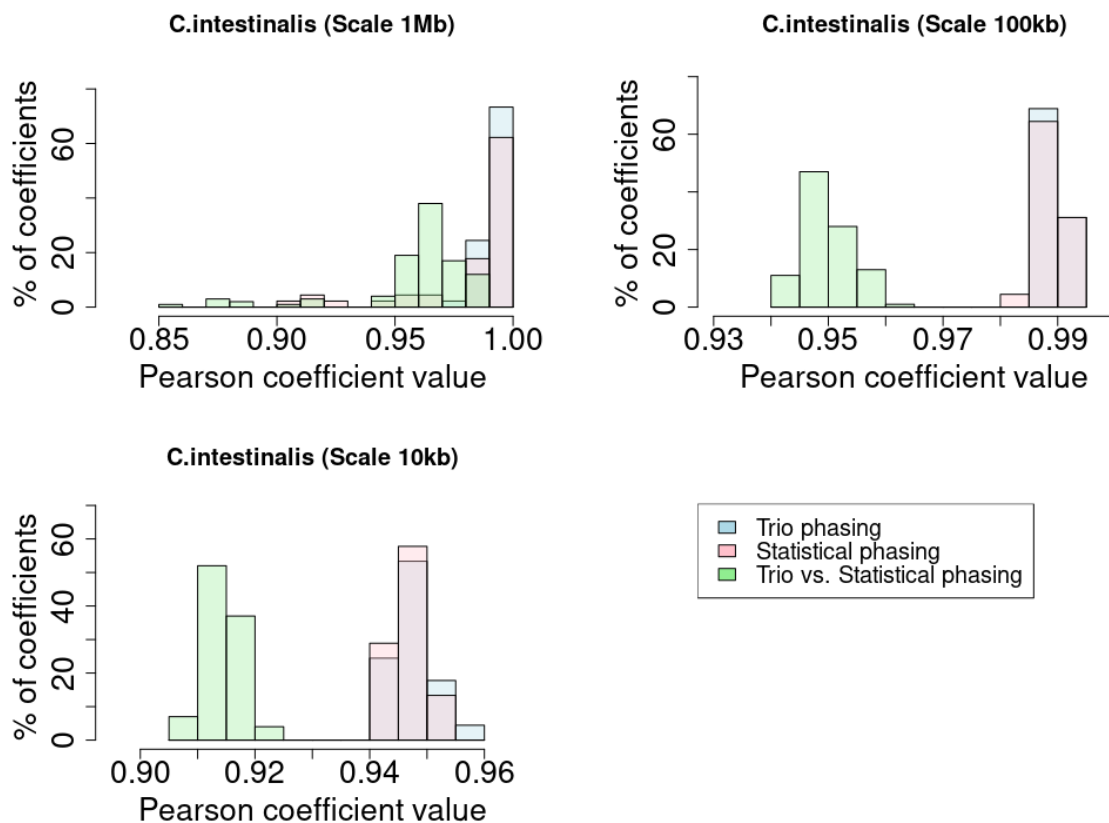 C.intestinalis (Scale 1Mb)
% of coefficients
0 20 60
0.85 0.90 0.95 1.00
Pearson coefficient value
C.intestinalis (Scale 100kb)
% of coefficients
0 20 60
0.93 0.95 0.97 0.99
Pearson coefficient value
C.intestinalis (Scale 10kb)
% of coefficients
0 20 40 60
0.90 0.92 0.94 0.96
Pearson coefficient value
Trio phasing
Statistical phasing
Trio vs. Statistical phasing